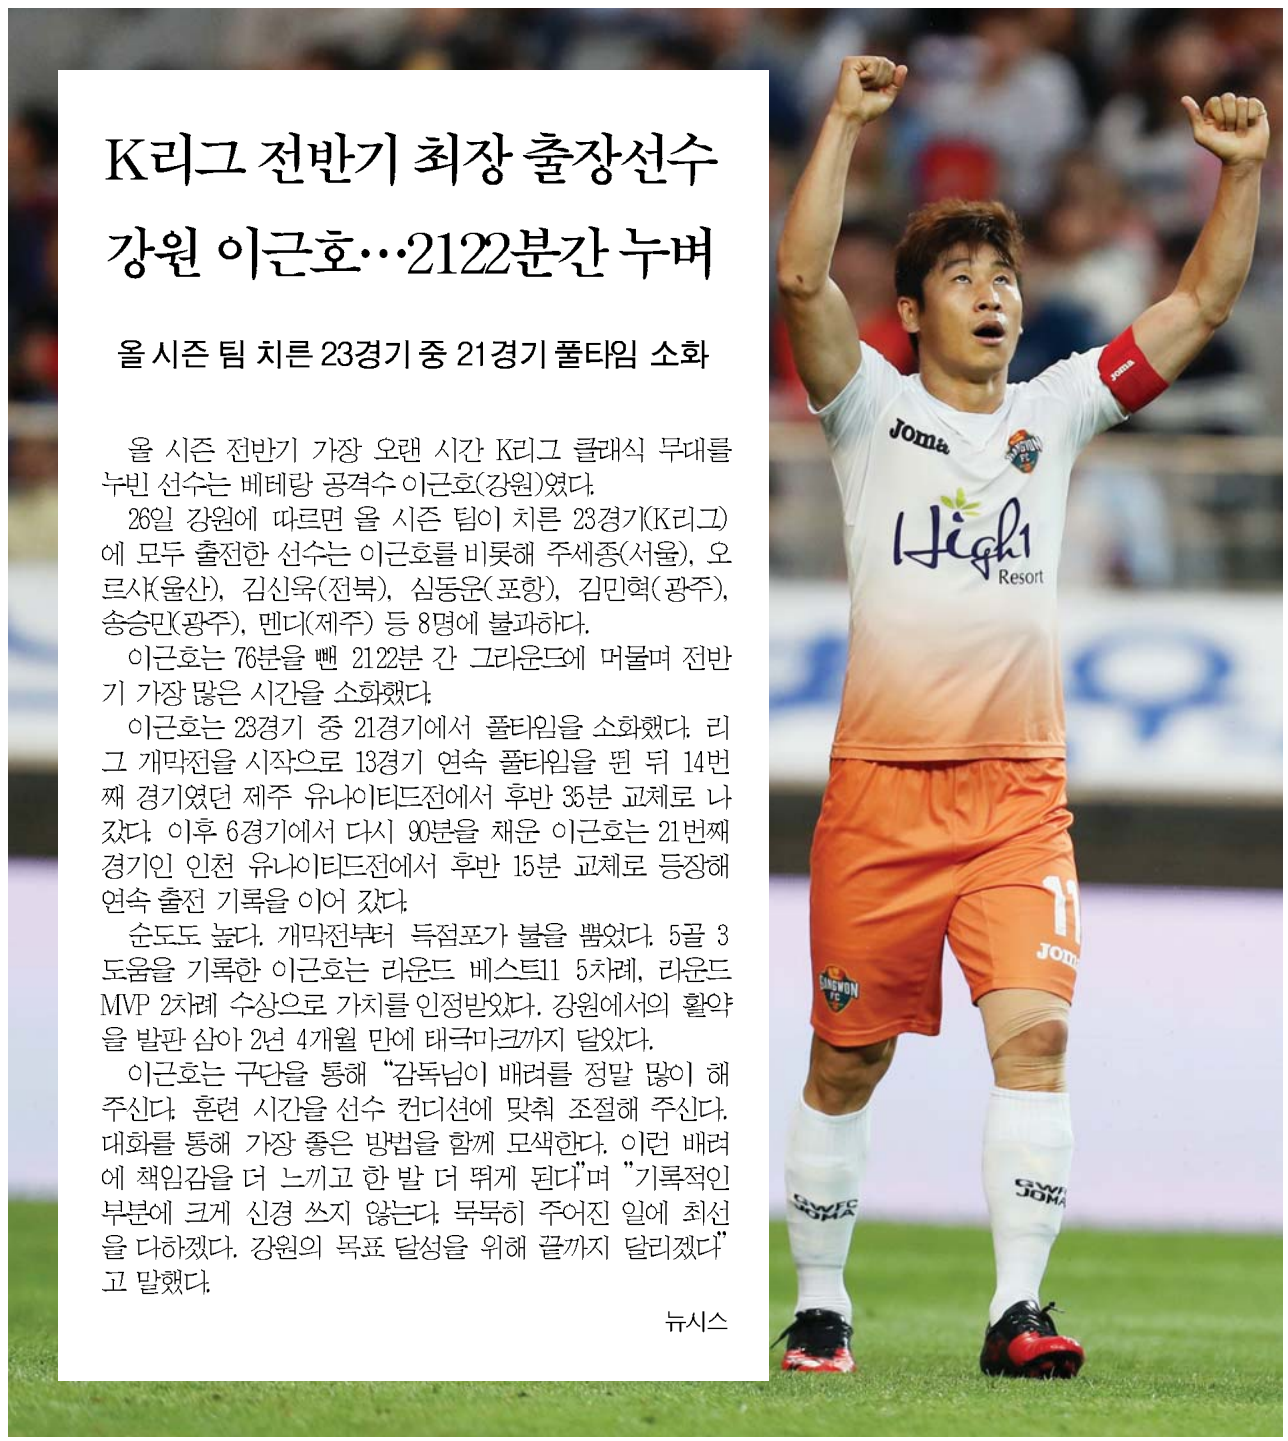 K리그 전반기 최장 출장선수
강원 이근호…2122분간 누벼
올 시즌 팀 치른 23경기 중 21경기 풀타임 소화
올 시즌 전반기 가장 오랜 시간 K리그 클래식 무대를
누빈 선수는 베테랑 공격수 이근호(강원)였다.
26일 강원에 따르면 올 시즌 팀이 치른 23경기(K리그)
에 모두 출전한 선수는 이근호를 비롯해 주세종(서울), 오
르샤(울산), 김신욱(전북), 심동운(포항), 김민혁(광주),
송승민(광주), 멘디(제주) 등 8명에 불과하다.
이근호는 76분을 뺀 2122분 간 그라운드에 머물며 전반
기 가장 많은 시간을 소화했다.
이근호는 23경기 중 21경기에서 풀타임을 소화했다. 리
그 개막전을 시작으로 13경기 연속 풀타임을 뛴 뒤 14번
째 경기였던 제주 유나이티드전에서 후반 35분 교체로 나
갔다. 이후 6경기에서 다시 90분을 채운 이근호는 21번째
경기인 인천 유나이티드전에서 후반 15분 교체로 등장해
연속 출전 기록을 이어 갔다.
순도도 높다. 개막전부터 득점포가 불을 뿜었다. 5골 3
도움을 기록한 이근호는 라운드 베스트11 5차례, 라운드
MVP 2차례 수상으로 가치를 인정받았다. 강원에서의 활약
을 발판 삼아 2년 4개월 만에 태극마크까지 달았다.
이근호는 구단을 통해 "감독님이 배려를 정말 많이 해
주신다. 훈련 시간을 선수 컨디션에 맞춰 조절해 주신다.
대화를 통해 가장 좋은 방법을 함께 모색한다. 이런 배려
에 책임감을 더 느끼고 한 발 더 뛰게 된다"며 "기록적인
부분에 크게 신경 쓰지 않는다. 묵묵히 주어진 일에 최선
을 다하겠다. 강원의 목표 달성을 위해 끝까지 달리겠다"
고 말했다.
뉴시스
Joma
Joma
GANGWON
FC
High1
Resort
11
Joma
GANGWON
FC
GWFC
JOMA
GWFC
JOMA